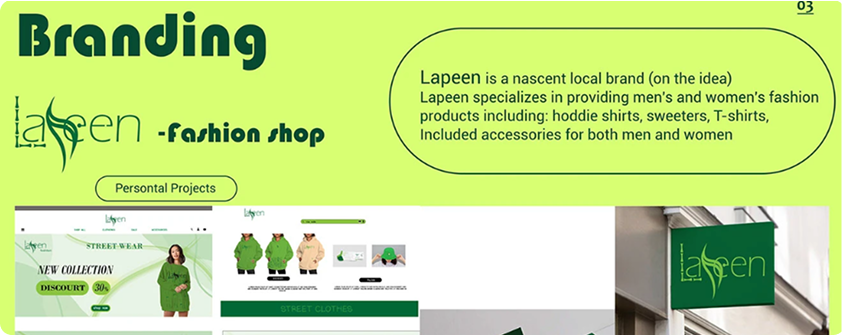 03
Branding
Lapeen is a nascent local brand (on the idea)
Lapeen specializes in providing men's and women's fashion
products including: hoddie shirts, sweeters, T-shirts,
Included accessories for both men and women
Lapeen -Fashion shop
Persontal Projects
Lapeen
Lapeen
STREET WEAR
NEW COLLECTION
DISCOURT 30%
Lapeen
STREET CLOTHES
Lapeen